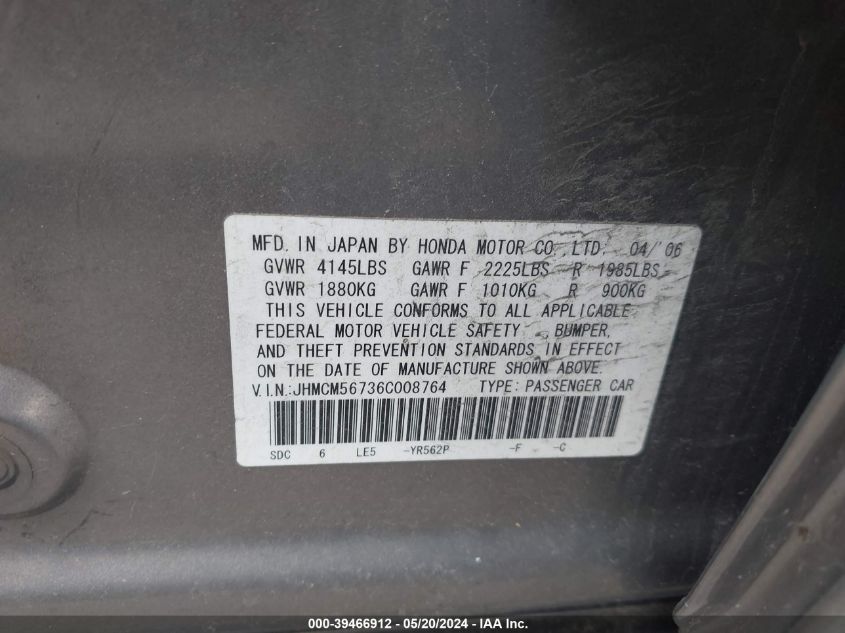 MFD. IN JAPAN BY HONDA MOTOR CO.,LTD. 04/'06
GVWR 4145LBS GAWR F 2225LBS R 1985LBS
GVWR 1880KG GAWR F 1010KG R 900KG
THIS VEHICLE CONFORMS TO ALL APPLICABLE
FEDERAL MOTOR VEHICLE SAFETY , BUMPER,
AND THEFT PREVENTION STANDARDS IN EFFECT
ON THE DATE OF MANUFACTURE SHOWN ABOVE.
V.I.N.:JHMCM56736C008764 TYPE: PASSENGER CAR
SDC 6 LE5 -YR562P -F -C
000-39466912 - 05/20/2024 - IAA Inc.